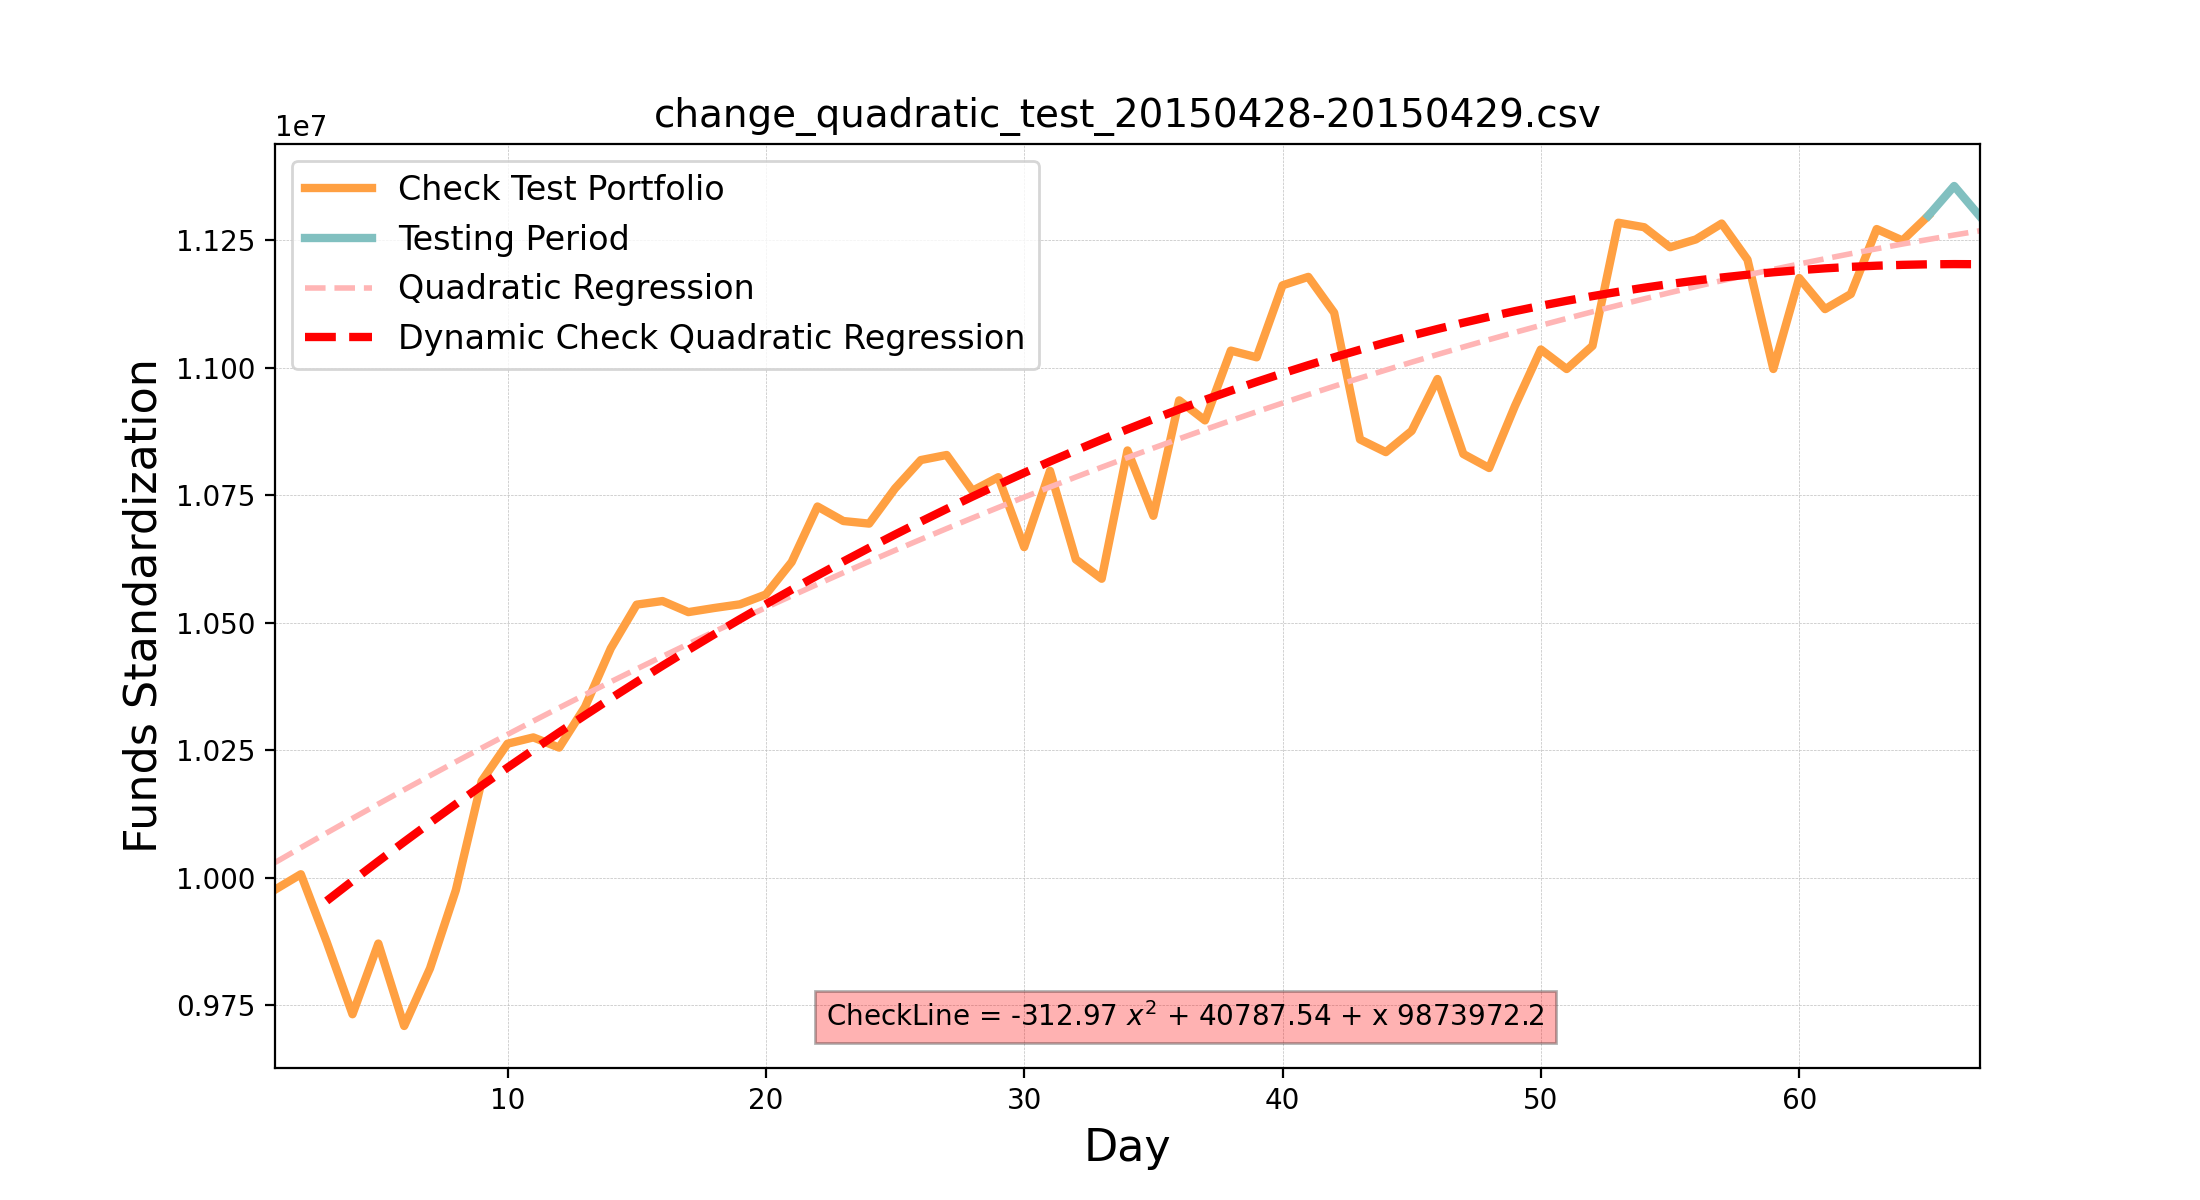 change_quadratic_test_20150428-20150429.csv
1e7
Check Test Portfolio
Testing Period
Quadratic Regression
Dynamic Check Quadratic Regression
1.125
1.100
1.075
1.050
1.025
1.000
0.975
Funds Standardization
CheckLine = -312.97 x² + 40787.54 + x 9873972.2
10 20 30 40 50 60
Day